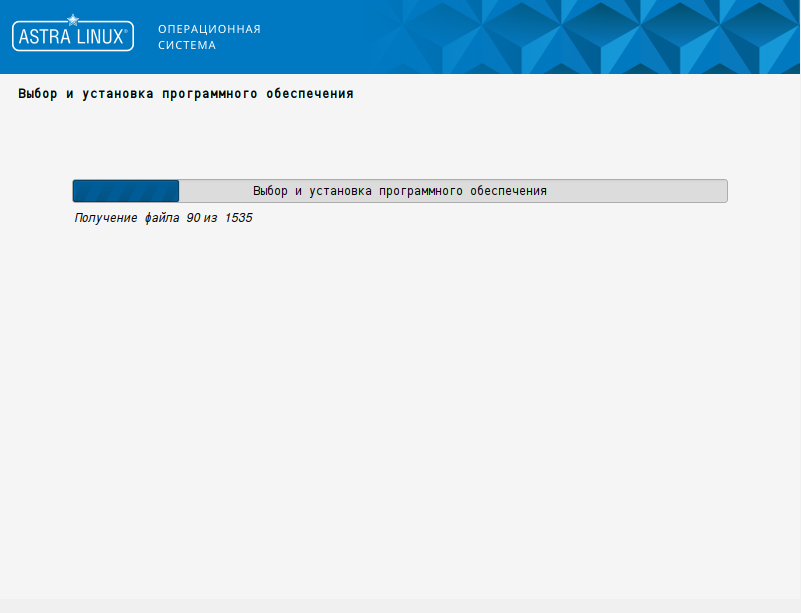 ASTRA LINUX®
ОПЕРАЦИОННАЯ
СИСТЕМА
Выбор и установка программного обеспечения
Выбор и установка программного обеспечения
Получение файла 90 из 1535